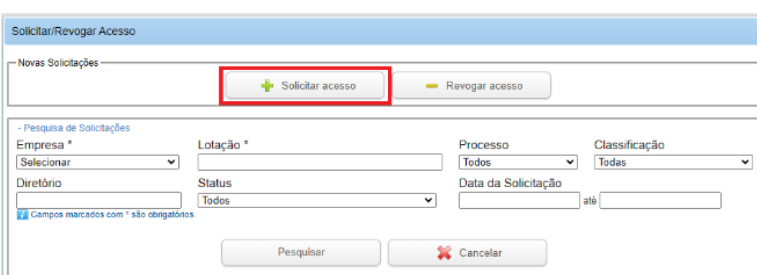 Solicitar/Revogar Acesso
Novas Solicitações
Solicitar acesso Revogar acesso
- Pesquisa de Solicitações
Empresa * Lotação * Processo Classificação
Selecionar Todos Todas
Diretório Status Data da Solicitação
Todos até
Campos marcados com * são obrigatórios.
Pesquisar Cancelar